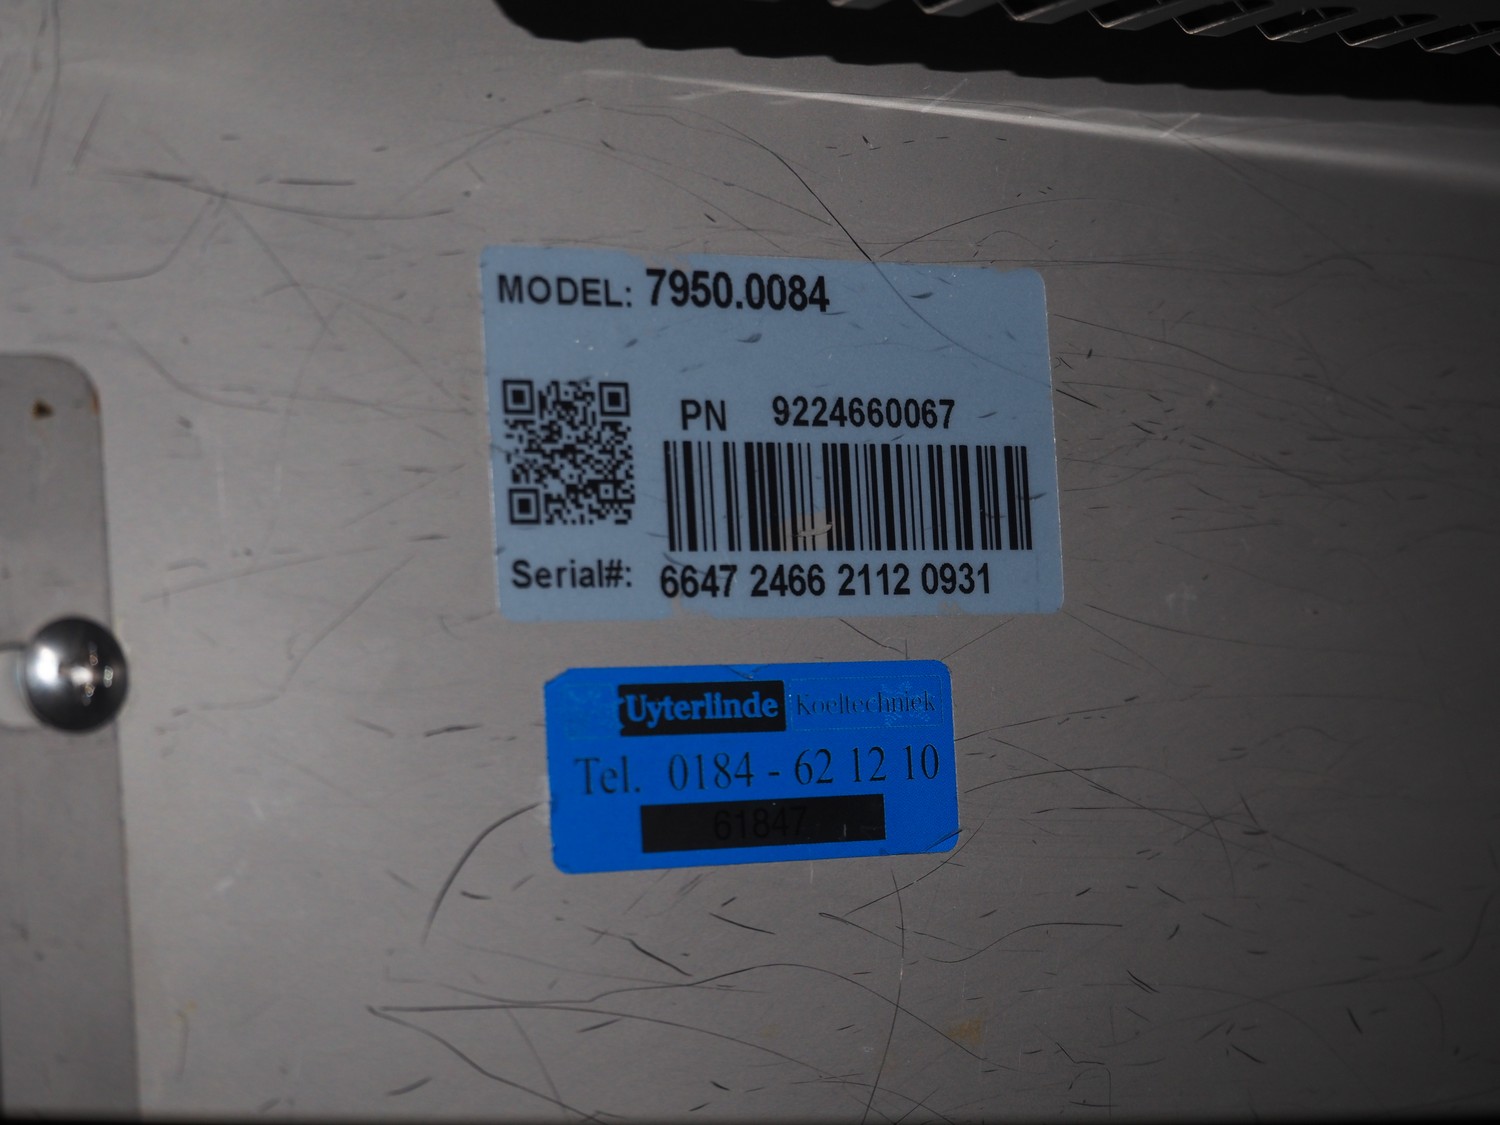 MODEL: 7950.0084
PN 9224660067
Serial#: 6647 2466 2112 0931
Uyterlinde Koeltechniek
Tel. 0184 - 62 12 10
61847